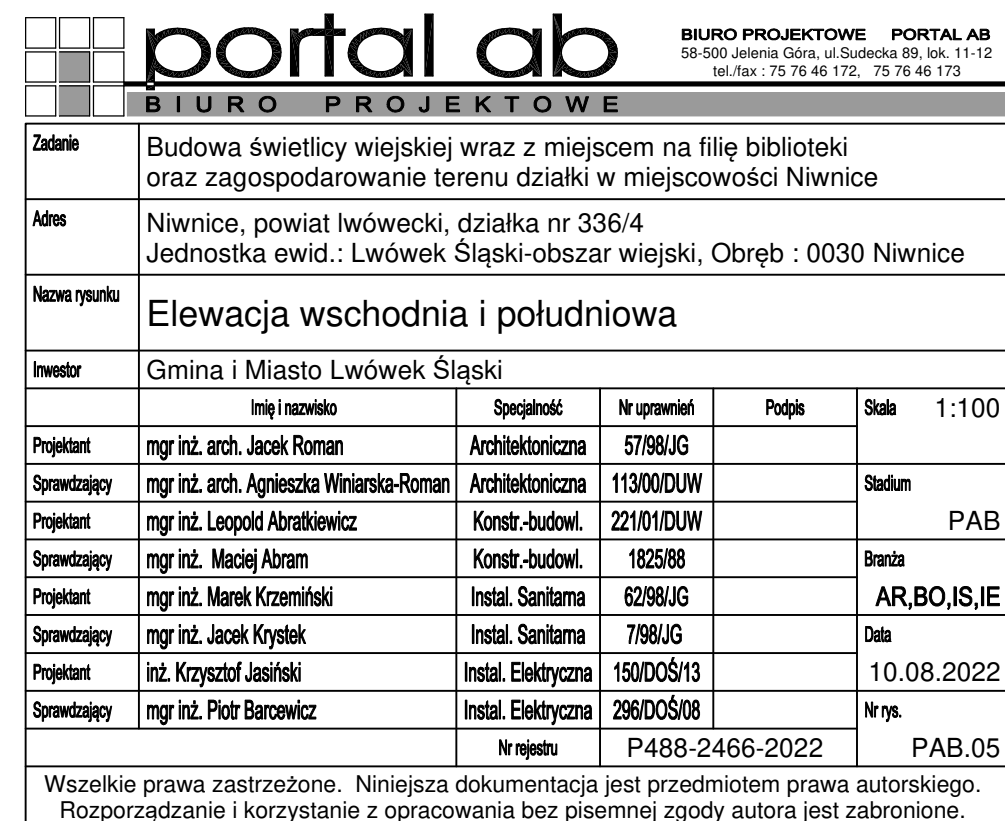 portal ab
BIURO PROJEKTOWE
BIURO PROJEKTOWE PORTAL AB
58-500 Jelenia Góra, ul.Sudecka 89, lok. 11-12
tel./fax : 75 76 46 172, 75 76 46 173
Zadanie
Budowa świetlicy wiejskiej wraz z miejscem na filię biblioteki
oraz zagospodarowanie terenu działki w miejscowości Niwnice
Adres
Niwnice, powiat lwówecki, działka nr 336/4
Jednostka ewid.: Lwówek Śląski-obszar wiejski, Obręb : 0030 Niwnice
Nazwa rysunku
Elewacja wschodnia i południowa
Inwestor Gmina i Miasto Lwówek Śląski
Imię i nazwisko Specjalność Nr uprawnień Podpis Skala 1:100
Projektant mgr inż. arch. Jacek Roman Architektoniczna 57/98/JG
Sprawdzający mgr inż. arch. Agnieszka Winiarska-Roman Architektoniczna 113/00/DUW Stadium
Projektant mgr inż. Leopold Abratkiewicz Konstr.-budowl. 221/01/DUW PAB
Sprawdzający mgr inż. Maciej Abram Konstr.-budowl. 1825/88 Branża
Projektant mgr inż. Marek Krzemiński Instal. Sanitarna 62/98/JG AR,BO,IS,IE
Sprawdzający mgr inż. Jacek Krystek Instal. Sanitarna 7/98/JG Data
Projektant inż. Krzysztof Jasiński Instal. Elektryczna 150/DOŚ/13 10.08.2022
Sprawdzający mgr inż. Piotr Barcewicz Instal. Elektryczna 296/DOŚ/08 Nr rys.
Nr rejestru P488-2466-2022 PAB.05
Wszelkie prawa zastrzeżone. Niniejsza dokumentacja jest przedmiotem prawa autorskiego.
Rozporządzanie i korzystanie z opracowania bez pisemnej zgody autora jest zabronione.